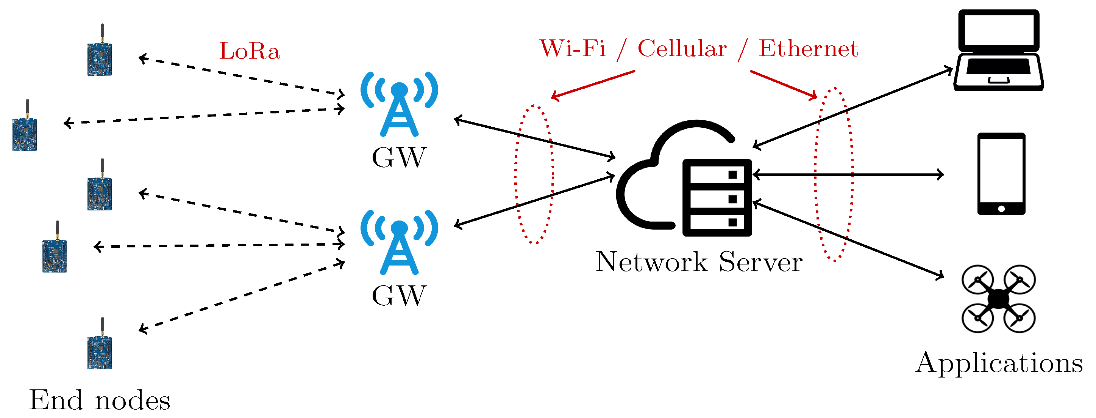 LoRa
Wi-Fi / Cellular / Ethernet
GW
GW
Network Server
Applications
End nodes